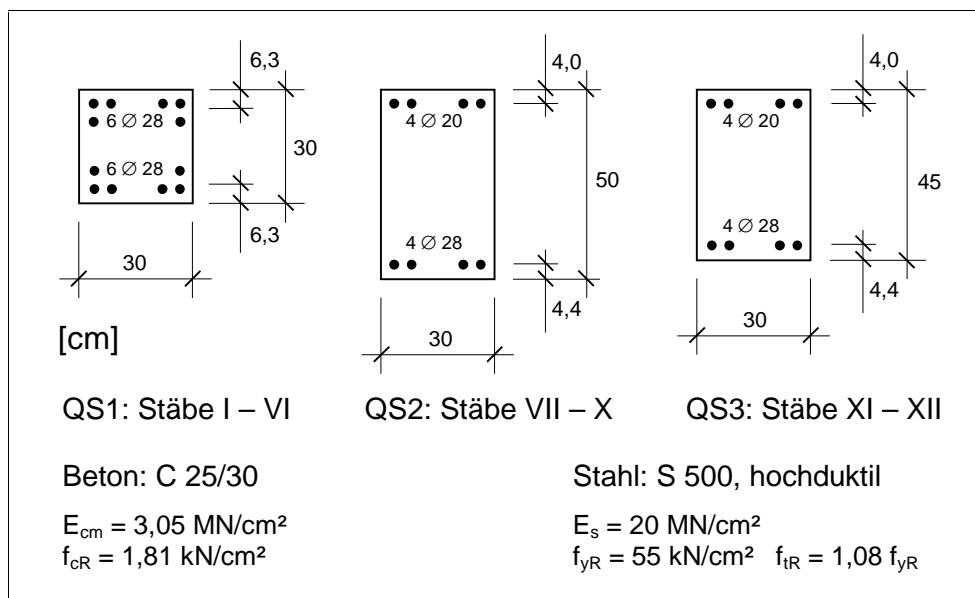 6,3
6 ∅ 28
6 ∅ 28
30
6,3
30
[cm]
4,0
4 ∅ 20
50
4 ∅ 28
4,4
30
4,0
4 ∅ 20
45
4 ∅ 28
4,4
30
QS1: Stäbe I – VI
QS2: Stäbe VII – X
QS3: Stäbe XI – XII
Beton: C 25/30
E_cm = 3,05 MN/cm²
f_cR = 1,81 kN/cm²
Stahl: S 500, hochduktil
E_s = 20 MN/cm²
f_yR = 55 kN/cm² f_tR = 1,08 f_yR